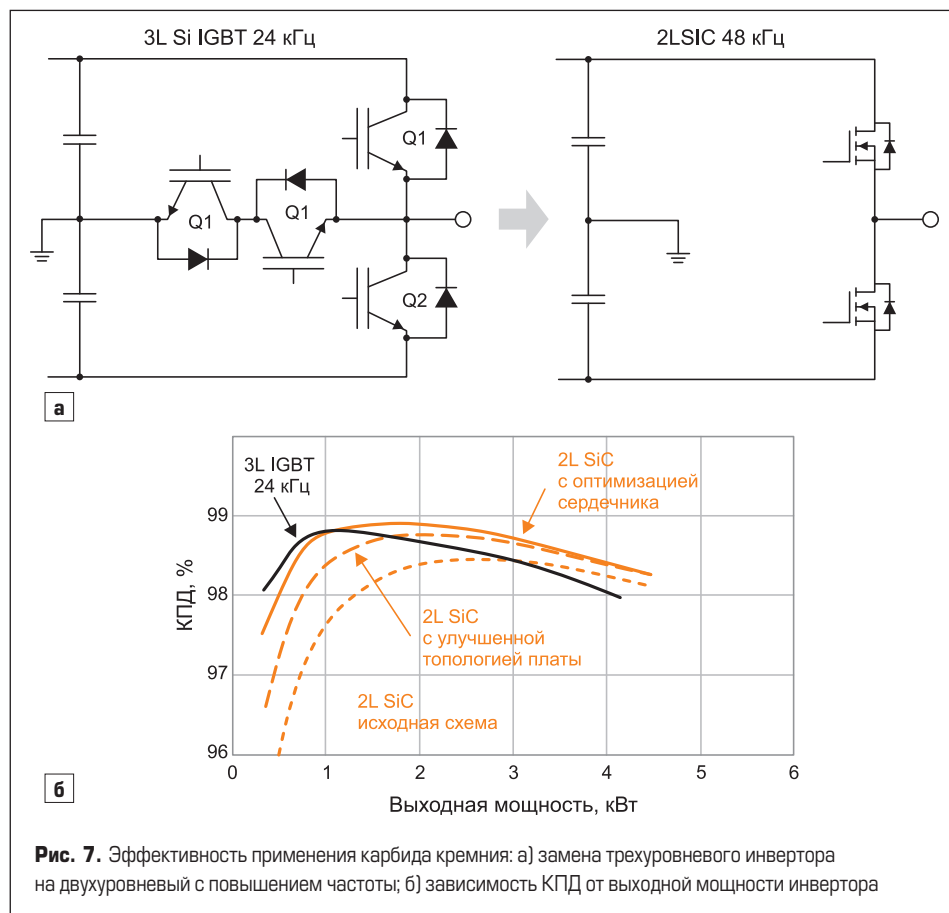 3L Si IGBT 24 кГц
2LSIC 48 кГц
Q1
Q1
Q1
Q2
а
3L IGBT
24 кГц
2L SiC
с оптимизацией
сердечника
2L SiC
с улучшенной
топологией платы
2L SiC
исходная схема
КПД, %
99
98
97
96
0 1 2 3 4 5 6
Выходная мощность, кВт
б
Рис. 7. Эффективность применения карбида кремния: а) замена трехуровневого инвертора
на двухуровневый с повышением частоты; б) зависимость КПД от выходной мощности инвертора